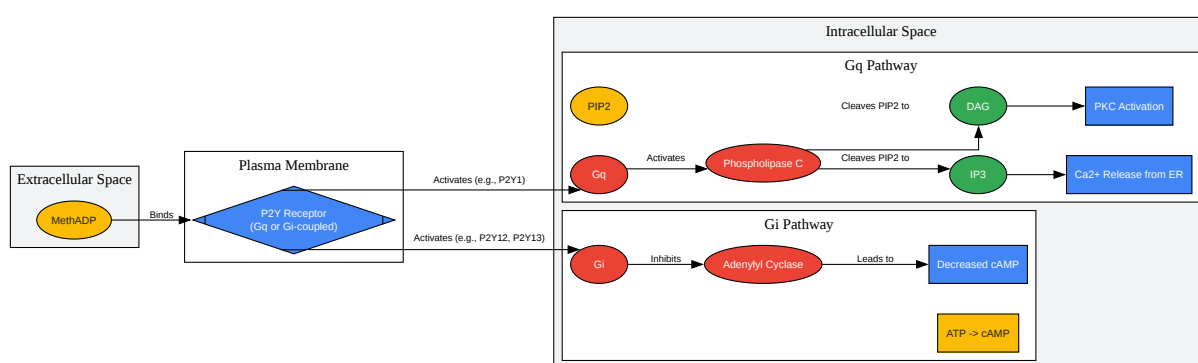 Intracellular Space
Gq Pathway
PIP2
Cleaves PIP2 to
DAG
PKC Activation
Plasma Membrane
Extracellular Space
Activates
Phospholipase C
Cleaves PIP2 to
Gq
IP3
Ca2+ Release from ER
Activates (e.g., P2Y1)
MethADP
Binds
P2Y Receptor
(Gq or Gi-coupled)
Gi Pathway
Activates (e.g., P2Y12, P2Y13)
Gi
Inhibits
Adenylyl Cyclase
Leads to
Decreased cAMP
ATP -> cAMP